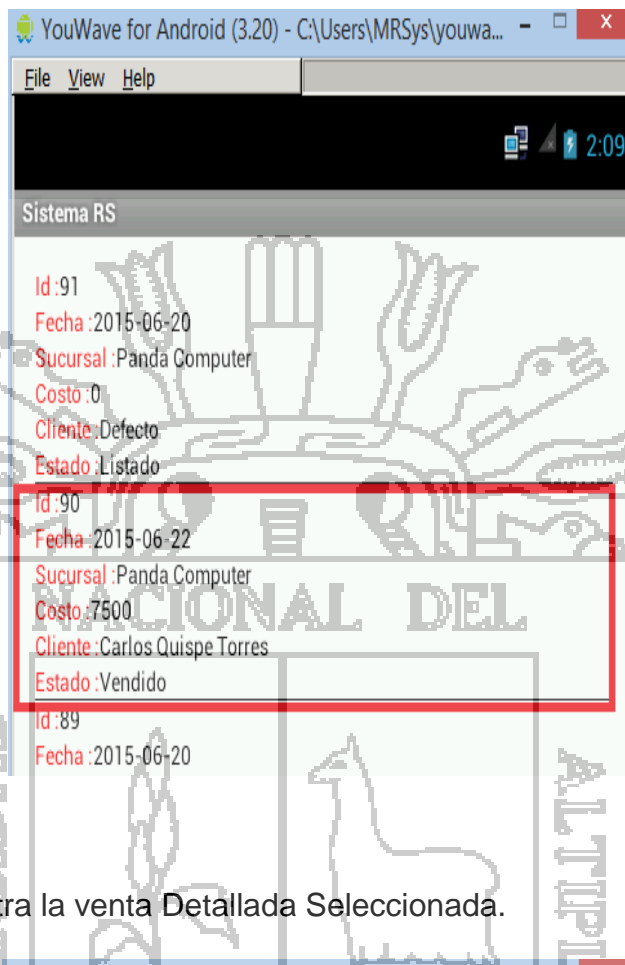 YouWave for Android (3.20) - C:\Users\MRSys\youwa...
File View Help
2:09
Sistema RS
Id :91
Fecha :2015-06-20
Sucursal :Panda Computer
Costo :0
Cliente :Defecto
Estado :Listado
Id :90
Fecha :2015-06-22
Sucursal :Panda Computer
Costo :7500
Cliente :Carlos Quispe Torres
Estado :Vendido
Id :89
Fecha :2015-06-20
NACIONAL DEL
la venta Detallada Seleccionada.